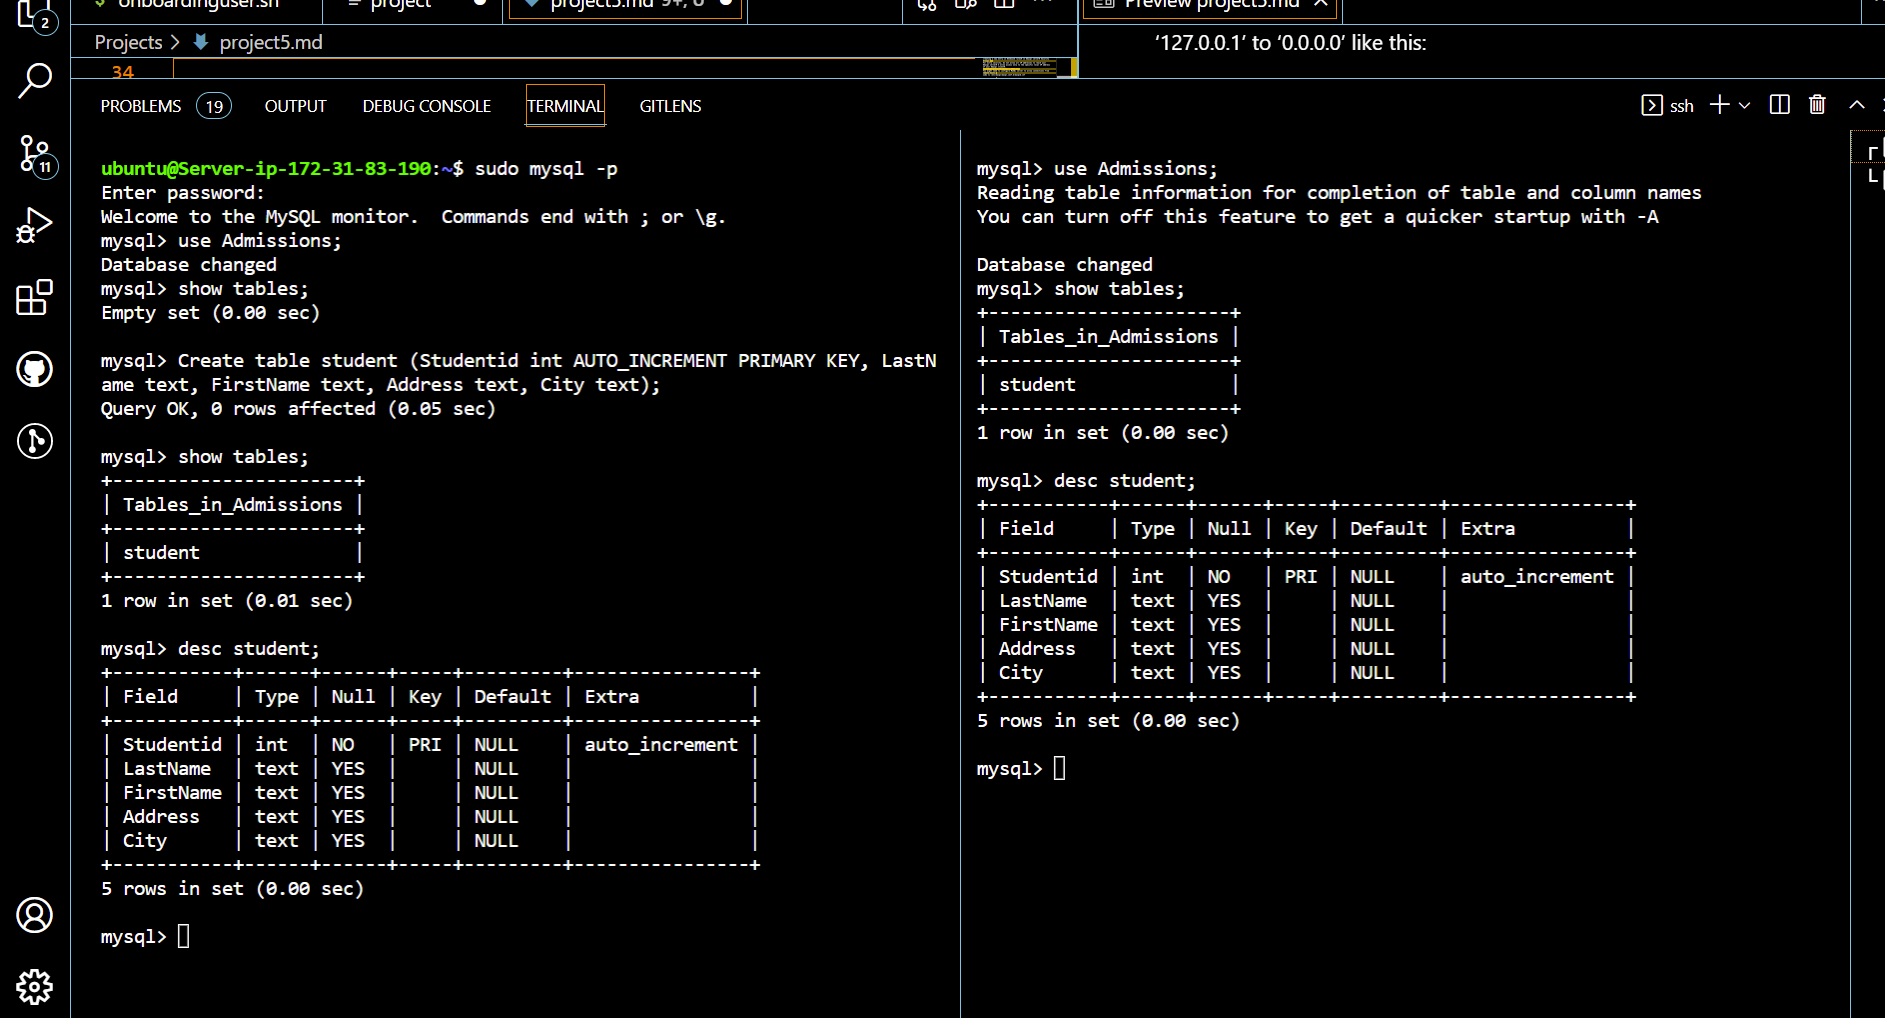 onboardinguser.sh
project
project5.md 9+, U
Preview project5.md
2
Projects > project5.md
'127.0.0.1' to '0.0.0.0' like this:
34
PROBLEMS 19 OUTPUT DEBUG CONSOLE TERMINAL GITLENS
ssh
11
ubuntu@Server-ip-172-31-83-190:~$ sudo mysql -p
Enter password:
Welcome to the MySQL monitor.  Commands end with ; or \g.
mysql> use Admissions;
Database changed
mysql> show tables;
Empty set (0.00 sec)
mysql> Create table student (Studentid int AUTO_INCREMENT PRIMARY KEY, LastN
ame text, FirstName text, Address text, City text);
Query OK, 0 rows affected (0.05 sec)
mysql> show tables;
+----------------------+
| Tables_in_Admissions |
+----------------------+
| student              |
+----------------------+
1 row in set (0.01 sec)
mysql> desc student;
+-----------+------+------+-----+---------+----------------+
| Field     | Type | Null | Key | Default | Extra          |
+-----------+------+------+-----+---------+----------------+
| Studentid | int  | NO   | PRI | NULL    | auto_increment |
| LastName  | text | YES  |     | NULL    |                |
| FirstName | text | YES  |     | NULL    |                |
| Address   | text | YES  |     | NULL    |                |
| City      | text | YES  |     | NULL    |                |
+-----------+------+------+-----+---------+----------------+
5 rows in set (0.00 sec)
mysql>
mysql> use Admissions;
Reading table information for completion of table and column names
You can turn off this feature to get a quicker startup with -A
Database changed
mysql> show tables;
+----------------------+
| Tables_in_Admissions |
+----------------------+
| student              |
+----------------------+
1 row in set (0.00 sec)
mysql> desc student;
+-----------+------+------+-----+---------+----------------+
| Field     | Type | Null | Key | Default | Extra          |
+-----------+------+------+-----+---------+----------------+
| Studentid | int  | NO   | PRI | NULL    | auto_increment |
| LastName  | text | YES  |     | NULL    |                |
| FirstName | text | YES  |     | NULL    |                |
| Address   | text | YES  |     | NULL    |                |
| City      | text | YES  |     | NULL    |                |
+-----------+------+------+-----+---------+----------------+
5 rows in set (0.00 sec)
mysql>